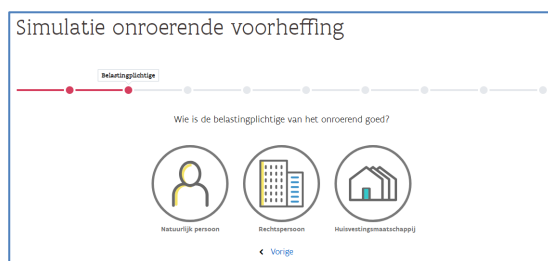 Simulatie onroerende voorheffing
Belastingplichtige
Wie is de belastingplichtige van het onroerend goed?
Natuurlijk persoon
Rechtspersoon
Huisvestingsmaatschappij
Vorige